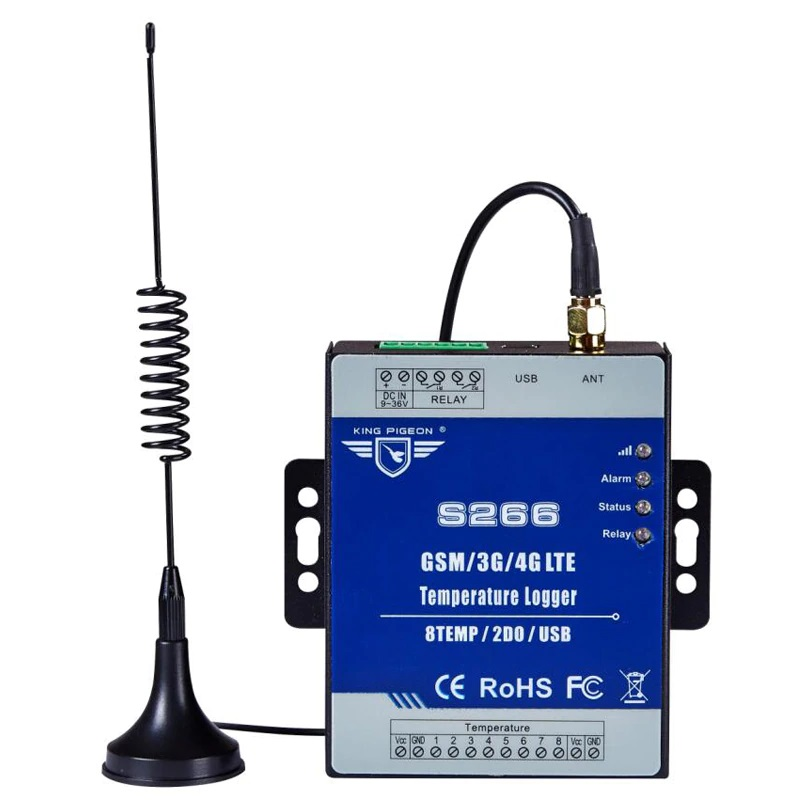 + -
DC IN
9~36V
RELAY
USB
ANT
KING PIGEON ®
Alarm
S266
Status
Relay
GSM/3G/4G LTE
Temperature Logger
8TEMP / 2DO / USB
CE RoHS FC
Temperature
Vcc GND 1 2 3 4 5 6 7 8 Vcc GND